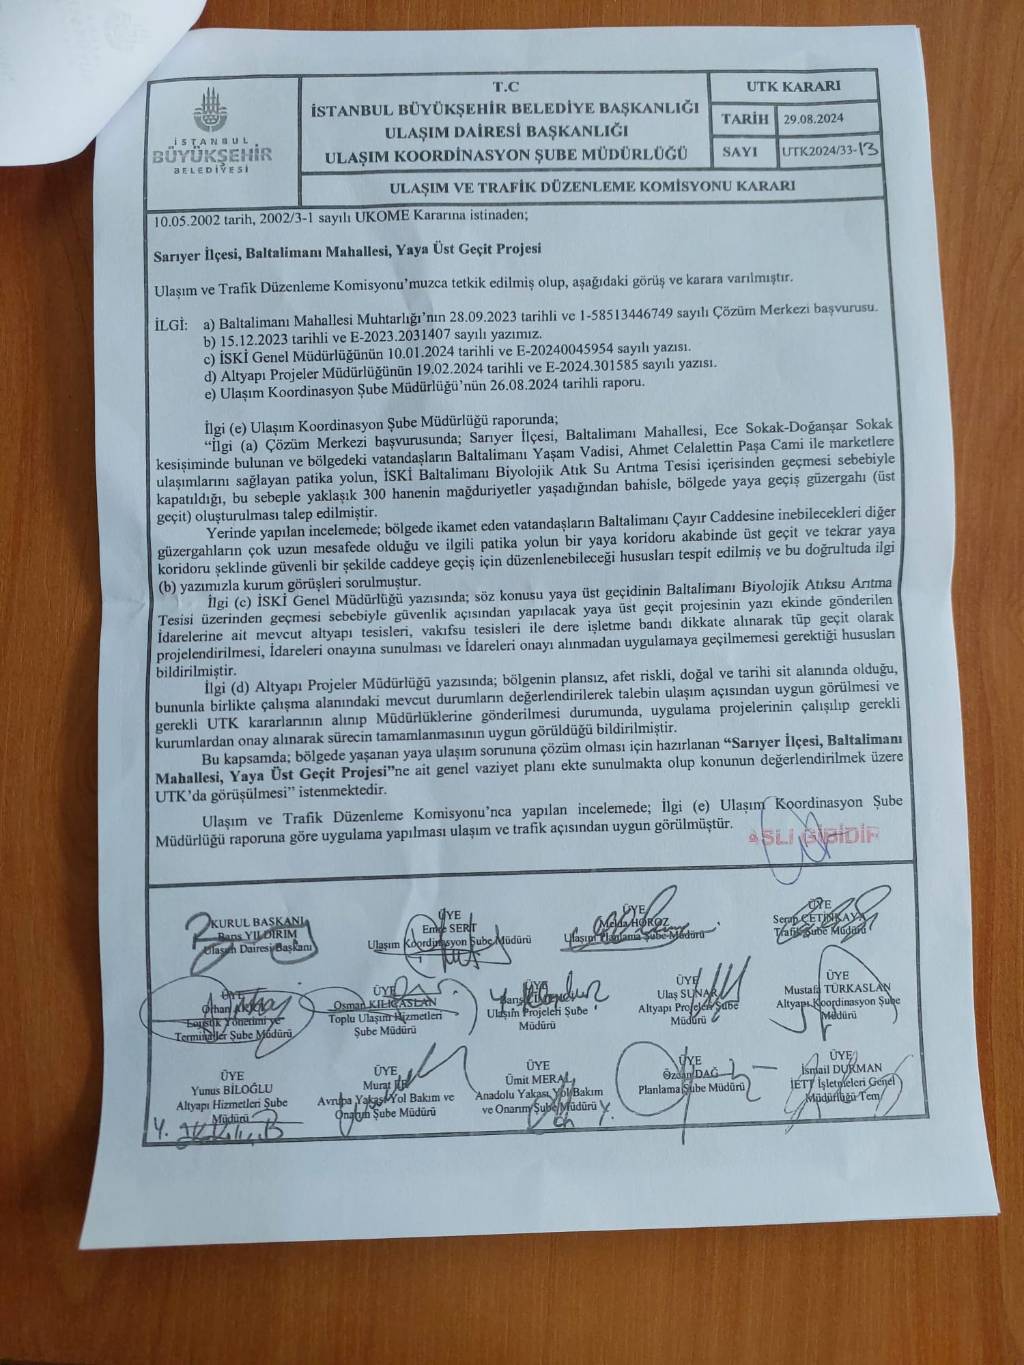 İSTANBUL
BÜYÜKŞEHİR
BELEDİYESİ
T.C
İSTANBUL BÜYÜKŞEHİR BELEDİYE BAŞKANLIĞI
ULAŞIM DAİRESİ BAŞKANLIĞI
ULAŞIM KOORDİNASYON ŞUBE MÜDÜRLÜĞÜ
UTK KARARI
TARİH 29.08.2024
SAYI UTK2024/33-13
ULAŞIM VE TRAFİK DÜZENLEME KOMİSYONU KARARI
10.05.2002 tarih, 2002/3-1 sayılı UKOME Kararına istinaden;
Sarıyer İlçesi, Baltalimanı Mahallesi, Yaya Üst Geçit Projesi
Ulaşım ve Trafik Düzenleme Komisyonu'muzca tetkik edilmiş olup, aşağıdaki görüş ve karara varılmıştır.
İLGİ: a) Baltalimanı Mahallesi Muhtarlığı'nın 28.09.2023 tarihli ve 1-58513446749 sayılı Çözüm Merkezi başvurusu.
b) 15.12.2023 tarihli ve E-2023.2031407 sayılı yazımız.
c) İSKİ Genel Müdürlüğünün 10.01.2024 tarihli ve E-20240045954 sayılı yazısı.
d) Altyapı Projeler Müdürlüğünün 19.02.2024 tarihli ve E-2024.301585 sayılı yazısı.
e) Ulaşım Koordinasyon Şube Müdürlüğü'nün 26.08.2024 tarihli raporu.
İlgi (e) Ulaşım Koordinasyon Şube Müdürlüğü raporunda;
“İlgi (a) Çözüm Merkezi başvurusunda; Sarıyer İlçesi, Baltalimanı Mahallesi, Ece Sokak-Doğanşar Sokak
kesişiminde bulunan ve bölgedeki vatandaşların Baltalimanı Yaşam Vadisi, Ahmet Celalettin Paşa Cami ile marketlere
ulaşımlarını sağlayan patika yolun, İSKİ Baltalimanı Biyolojik Atık Su Arıtma Tesisi içerisinden geçmesi sebebiyle
kapatıldığı, bu sebeple yaklaşık 300 hanenin mağduriyetler yaşadığından bahisle, bölgede yaya geçiş güzergahı (üst
geçit) oluşturulması talep edilmiştir.
Yerinde yapılan incelemede; bölgede ikamet eden vatandaşların Baltalimanı Çayır Caddesine inebilecekleri diğer
güzergahların çok uzun mesafede olduğu ve ilgili patika yolun bir yaya koridoru akabinde üst geçit ve tekrar yaya
koridoru şeklinde güvenli bir şekilde caddeye geçiş için düzenlenebileceği hususları tespit edilmiş ve bu doğrultuda ilgi
(b) yazımızla kurum görüşleri sorulmuştur.
İlgi (c) İSKİ Genel Müdürlüğü yazısında; söz konusu yaya üst geçidinin Baltalimanı Biyolojik Atıksu Arıtma
Tesisi üzerinden geçmesi sebebiyle güvenlik açısından yapılacak yaya üst geçit projesinin yazı ekinde gönderilen
İdarelerine ait mevcut altyapı tesisleri, vakıfsu tesisleri ile dere işletme bandı dikkate alınarak tüp geçit olarak
projelendirilmesi, İdareleri onayına sunulması ve İdareleri onayı alınmadan uygulamaya geçilmemesi gerektiği hususları
bildirilmiştir.
İlgi (d) Altyapı Projeler Müdürlüğü yazısında; bölgenin plansız, afet riskli, doğal ve tarihi sit alanında olduğu,
bununla birlikte çalışma alanındaki mevcut durumların değerlendirilerek talebin ulaşım açısından uygun görülmesi ve
gerekli UTK kararlarının alınıp Müdürlüklerine gönderilmesi durumunda, uygulama projelerinin çalışılıp gerekli
kurumlardan onay alınarak sürecin tamamlanmasının uygun görüldüğü bildirilmiştir.
Bu kapsamda; bölgede yaşanan yaya ulaşım sorununa çözüm olması için hazırlanan “Sarıyer İlçesi, Baltalimanı
Mahallesi, Yaya Üst Geçit Projesi”ne ait genel vaziyet planı ekte sunulmakta olup konunun değerlendirilmek üzere
UTK'da görüşülmesi” istenmektedir.
Ulaşım ve Trafik Düzenleme Komisyonu'nca yapılan incelemede; İlgi (e) Ulaşım Koordinasyon Şube
Müdürlüğü raporuna göre uygulama yapılması ulaşım ve trafik açısından uygun görülmüştür.
ASLI GİBİDİR
KURUL BAŞKANI
Barış YILDIRIM
Ulaşım Dairesi Başkanı
ÜYE
Emre SERT
Ulaşım Koordinasyon Şube Müdürü
ÜYE
Melda HOROZ
Ulaşım Planlama Şube Müdürü
ÜYE
Serap ÇETİNKAYA
Trafik Şube Müdürü
ÜYE
Orhan
Lojistik Yönetimi ve
Terminaller Şube Müdürü
ÜYE
Osman KILIÇASLAN
Toplu Ulaşım Hizmetleri
Şube Müdürü
ÜYE
Ulaşım Projeleri Şube
Müdürü
ÜYE
Ulaş SUNAR
Altyapı Projeleri Şube
Müdürü
ÜYE
Mustafa TÜRKASLAN
Altyapı Koordinasyon Şube
Müdürü
ÜYE
Yunus BİLOĞLU
Altyapı Hizmetleri Şube
Müdürü
ÜYE
Murat
Avrupa Yakası Yol Bakım ve
Onarım Şube Müdürü
ÜYE
Ümit MERAL
Anadolu Yakası Yol Bakım
ve Onarım Şube Müdürü
ÜYE
Özcan DAĞ
Planlama Şube Müdürü
ÜYE
İsmail DURMAN
İETT İşletmeleri Genel
Müdürlüğü Tem